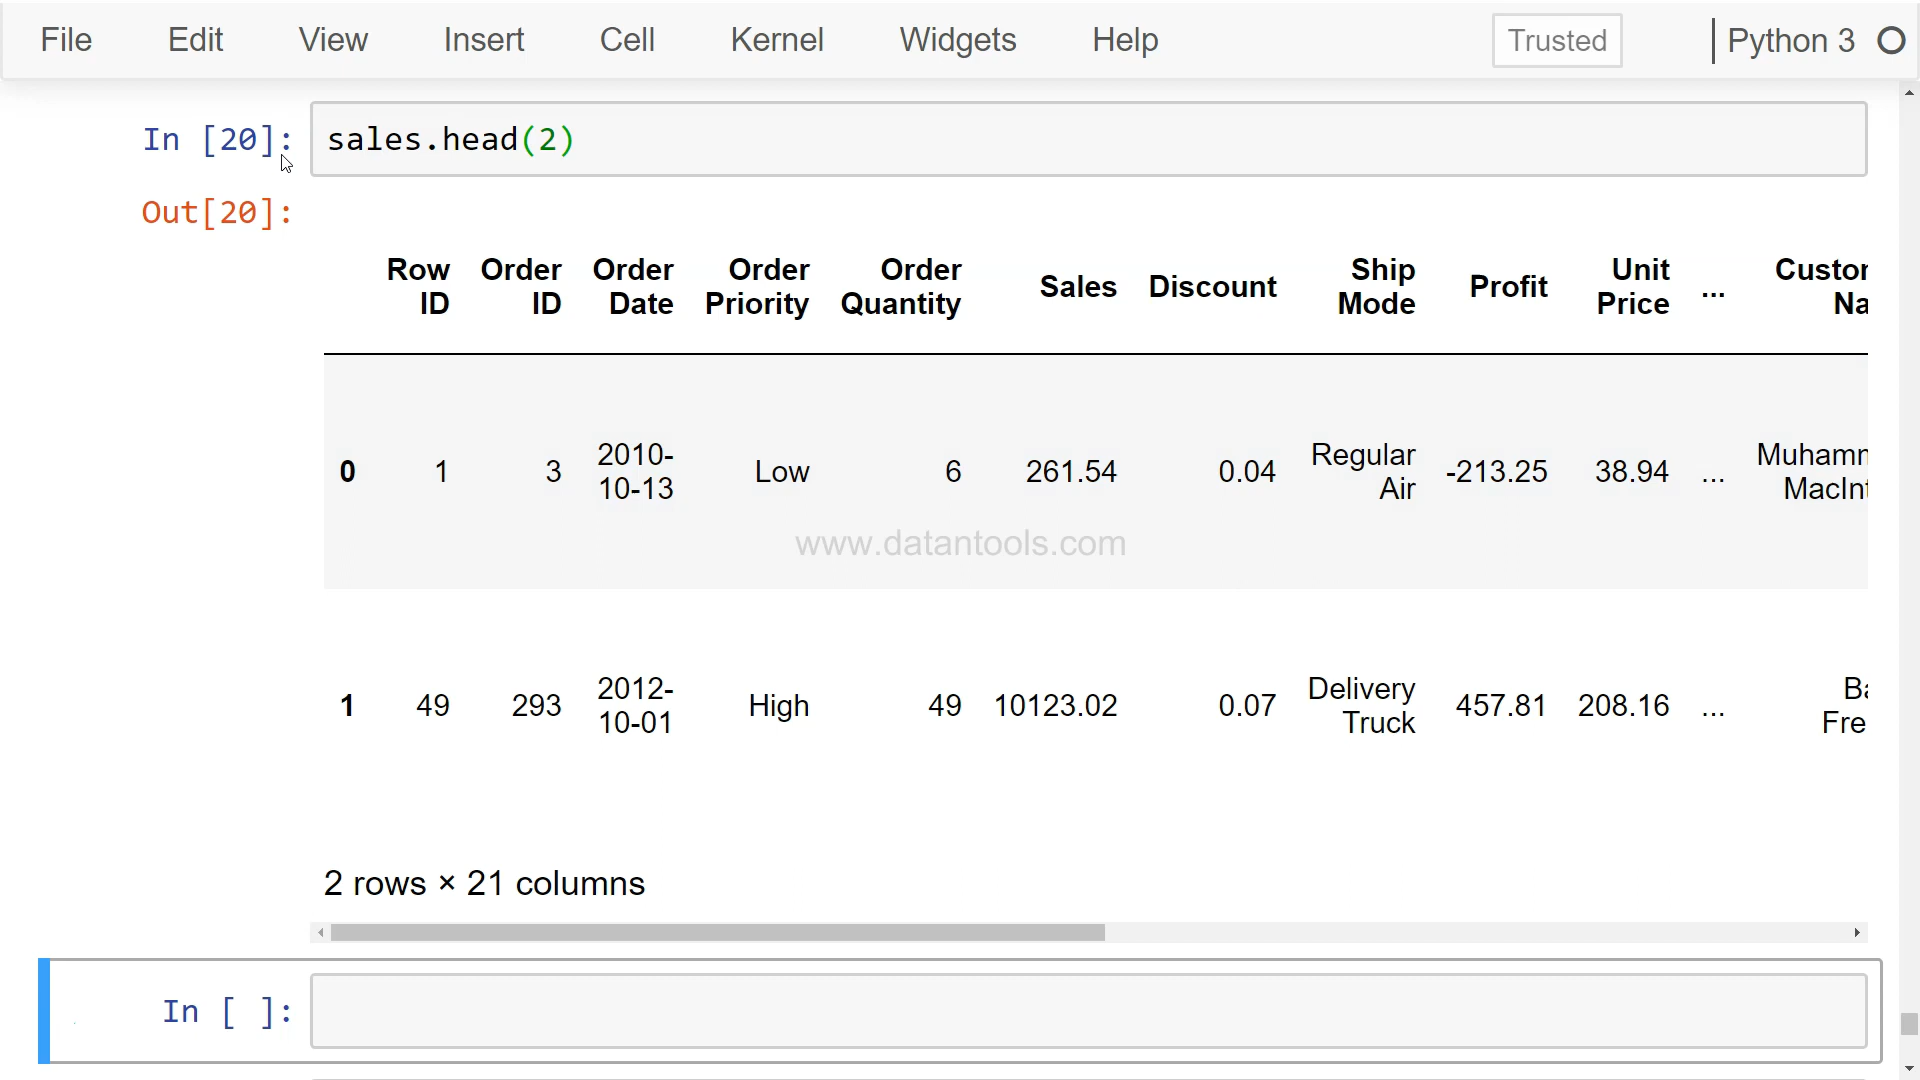 File Edit View Insert Cell Kernel Widgets Help Trusted Python 3
In [20]: sales.head(2)
Out[20]:
Row ID Order ID Order Date Order Priority Order Quantity Sales Discount Ship Mode Profit Unit Price ...
0 1 3 2010-10-13 Low 6 261.54 0.04 Regular Air -213.25 38.94 ...
www.datantools.com
1 49 293 2012-10-01 High 49 10123.02 0.07 Delivery Truck 457.81 208.16 ...
2 rows × 21 columns
In [ ]: